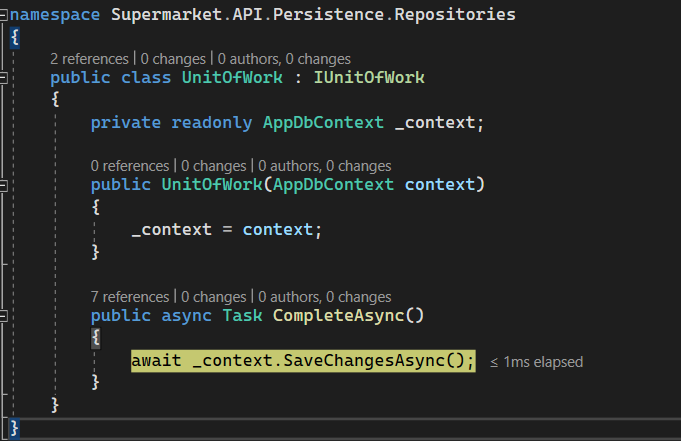 namespace Supermarket.API.Persistence.Repositories
{
2 references | 0 changes | 0 authors, 0 changes
public class UnitOfWork : IUnitOfWork
{
private readonly AppDbContext _context;
0 references | 0 changes | 0 authors, 0 changes
public UnitOfWork(AppDbContext context)
{
_context = context;
}
7 references | 0 changes | 0 authors, 0 changes
public async Task CompleteAsync()
{
await _context.SaveChangesAsync(); ≤ 1ms elapsed
}
}
}